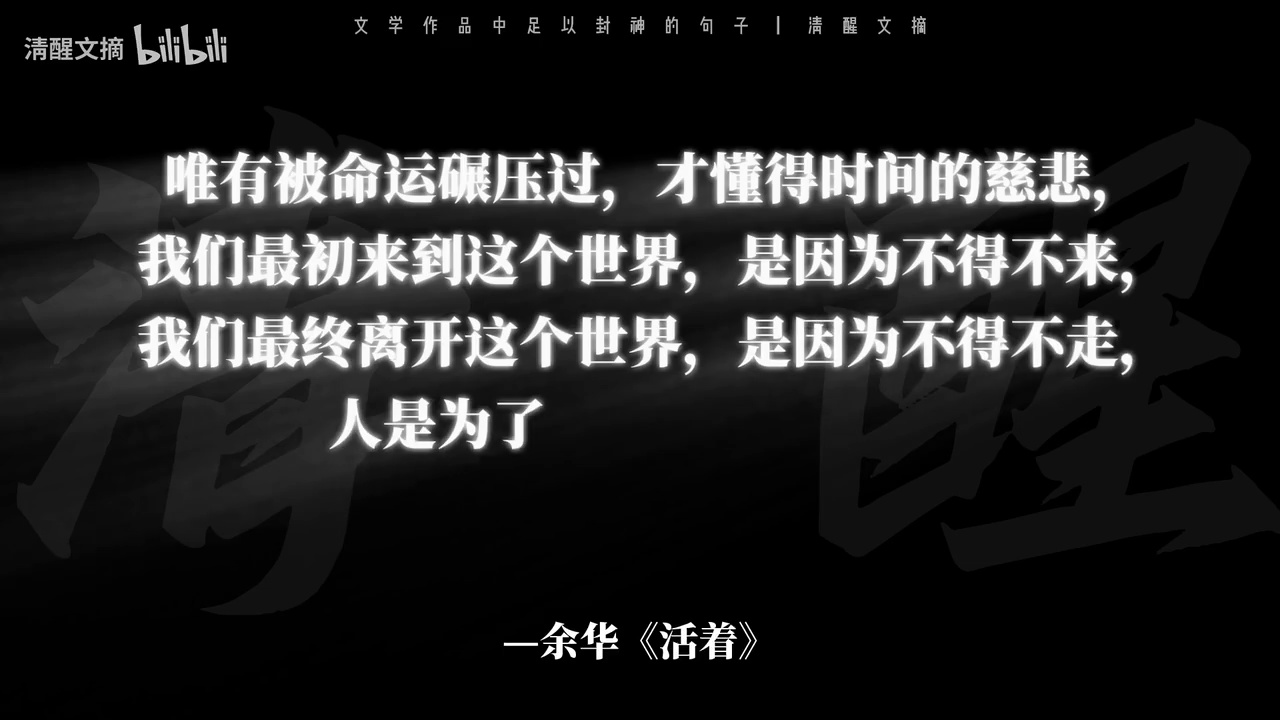 文学作品中足以封神的句子 | 清醒文摘
清醒文摘 bilibili
清醒
唯有被命运碾压过，才懂得时间的慈悲，
我们最初来到这个世界，是因为不得不来，
我们最终离开这个世界，是因为不得不走，
人是为了
—余华《活着》